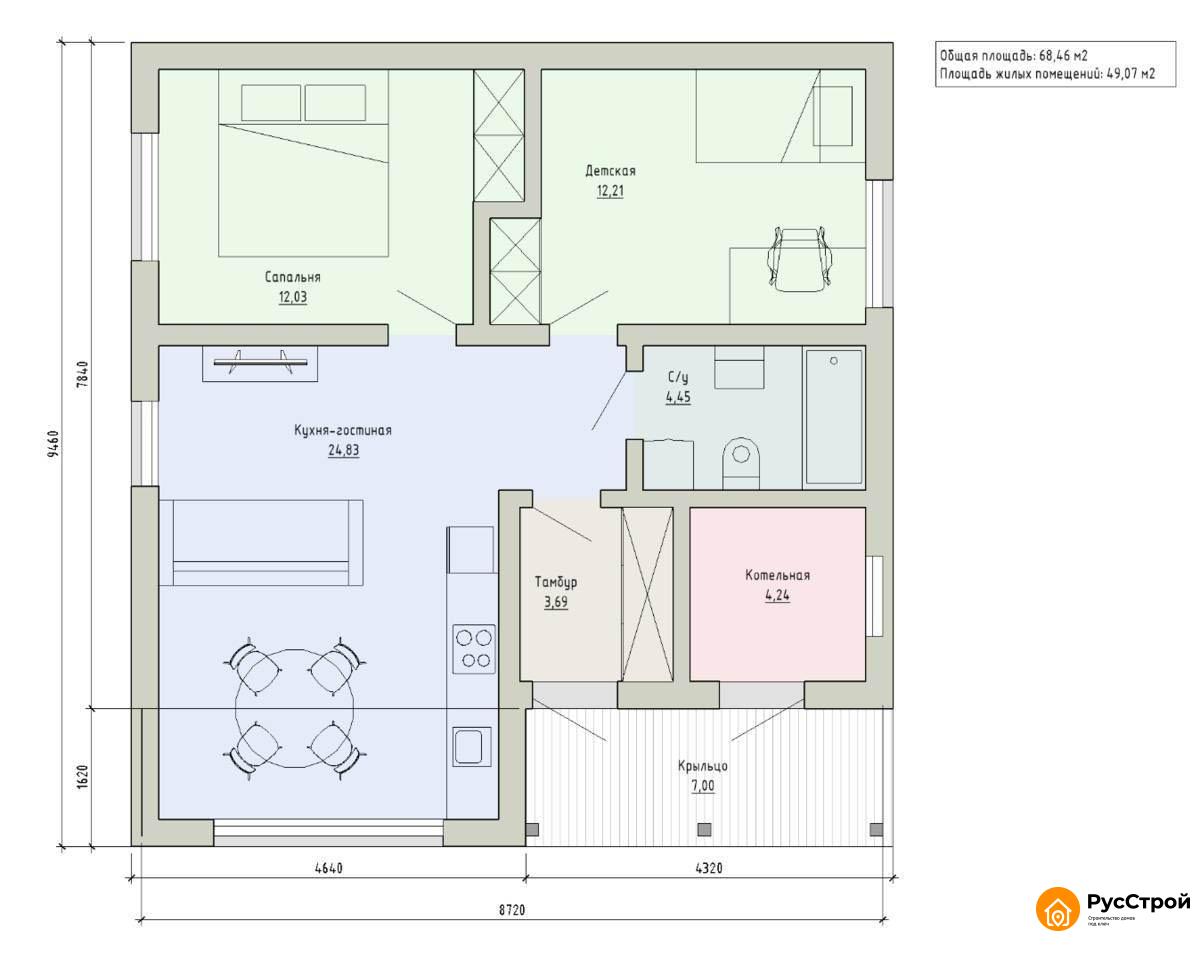 Общая площадь: 68,46 м2
Площадь жилых помещений: 49,07 м2
Детская
12,21
Сапальня
12,03
7840
9460
С/у
4,45
Кухня-гостиная
24,83
Тамбур
3,69
Котельная
4,24
1620
Крыльцо
7,00
4640
4320
8720
РусСтрой
Строительство домов
под ключ